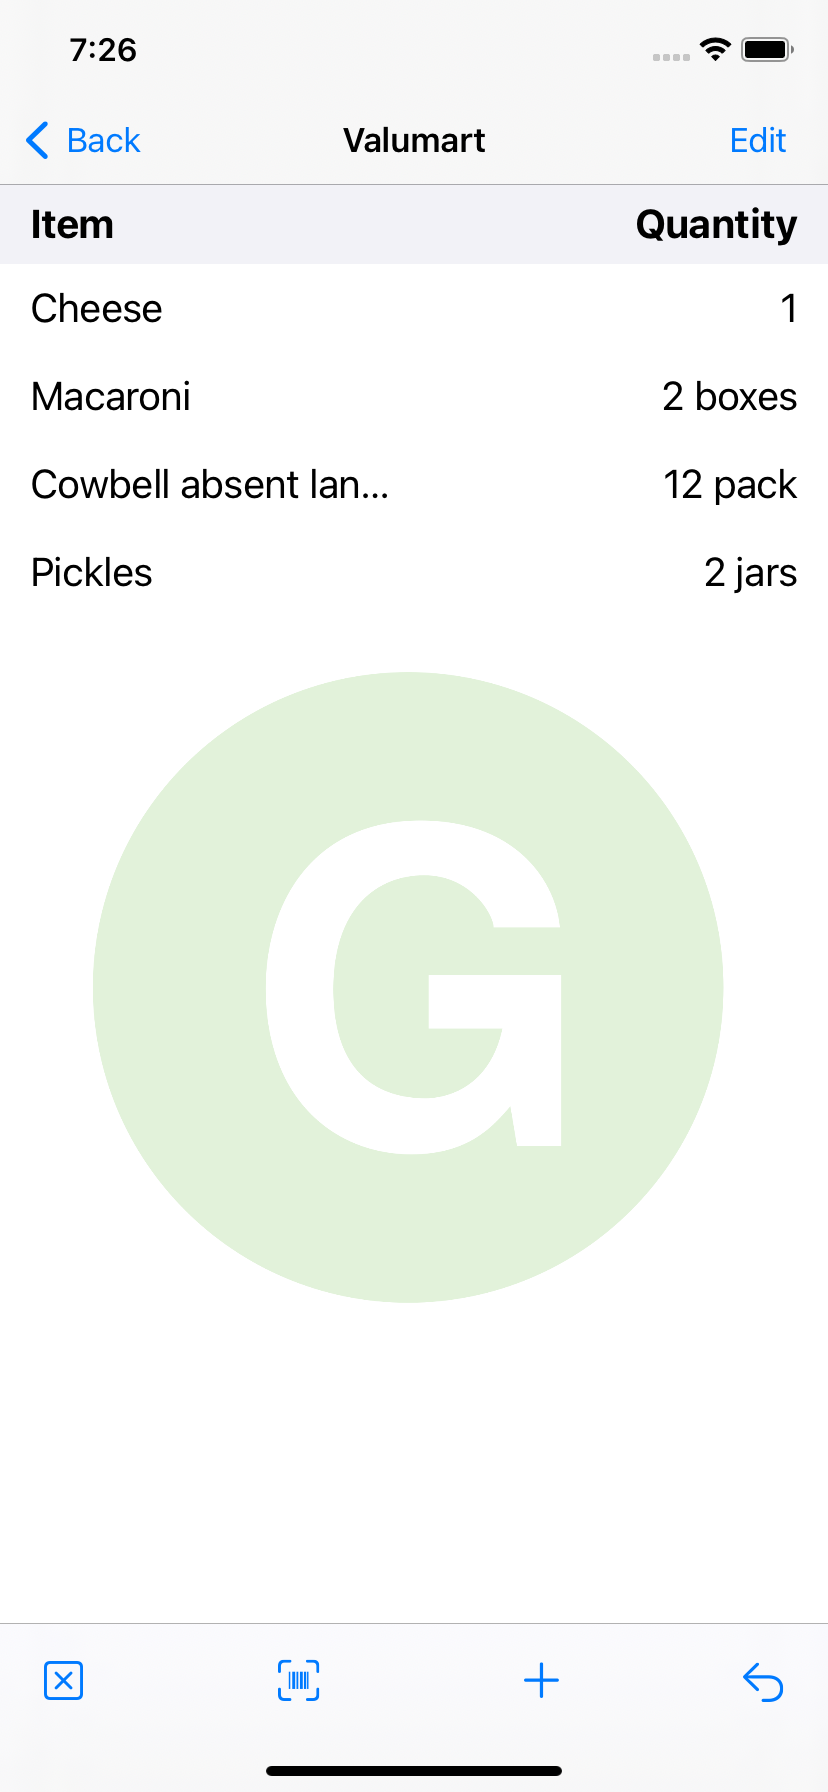 7:26
Back Valumart Edit
Item Quantity
Cheese 1
Macaroni 2 boxes
Cowbell absent lan... 12 pack
Pickles 2 jars
G